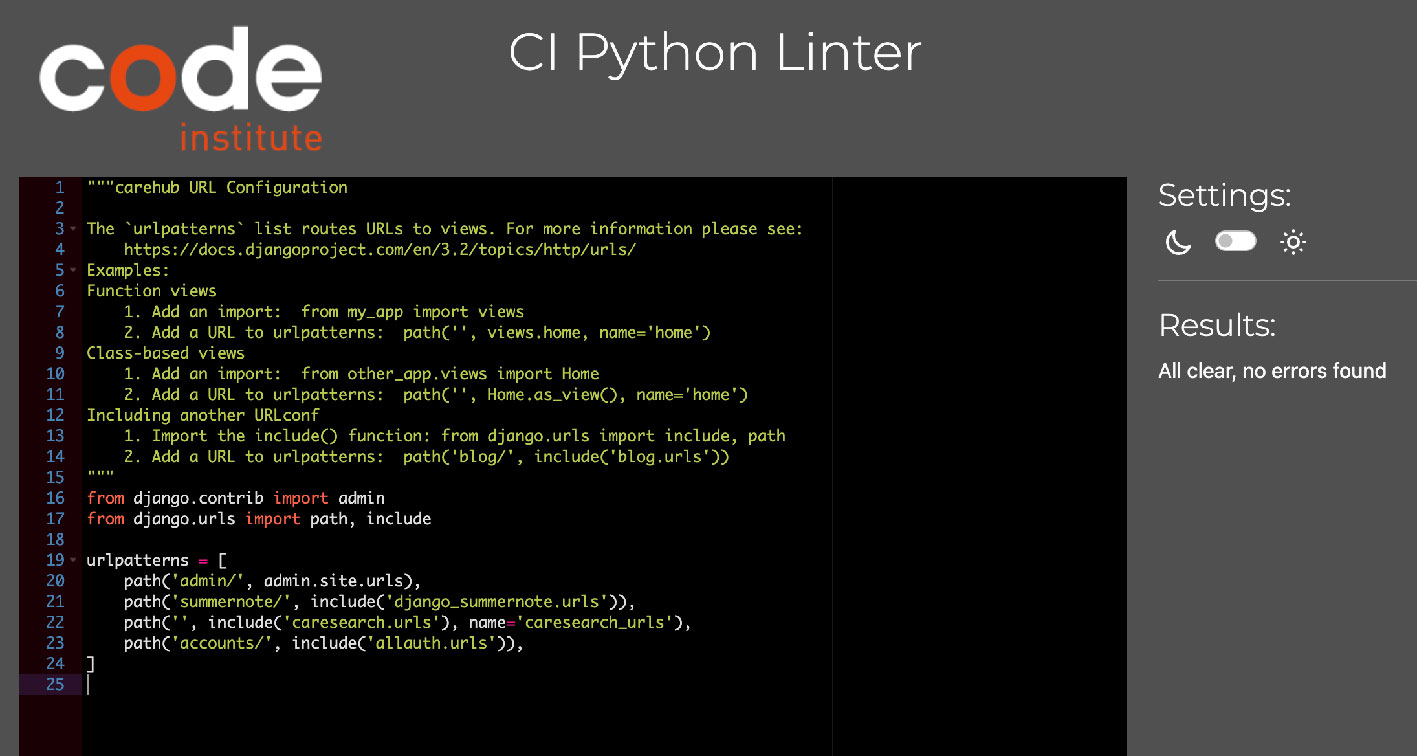 code
institute
CI Python Linter
1 """carehub URL Configuration
2
3 The `urlpatterns` list routes URLs to views. For more information please see:
4     https://docs.djangoproject.com/en/3.2/topics/http/urls/
5 Examples:
6 Function views
7     1. Add an import:  from my_app import views
8     2. Add a URL to urlpatterns:  path('', views.home, name='home')
9 Class-based views
10     1. Add an import:  from other_app.views import Home
11     2. Add a URL to urlpatterns:  path('', Home.as_view(), name='home')
12 Including another URLconf
13     1. Import the include() function: from django.urls import include, path
14     2. Add a URL to urlpatterns:  path('blog/', include('blog.urls'))
15 """
16 from django.contrib import admin
17 from django.urls import path, include
18
19 urlpatterns = [
20     path('admin/', admin.site.urls),
21     path('summernote/', include('django_summernote.urls')),
22     path('', include('caresearch.urls'), name='caresearch_urls'),
23     path('accounts/', include('allauth.urls')),
24 ]
25
Settings:
Results:
All clear, no errors found